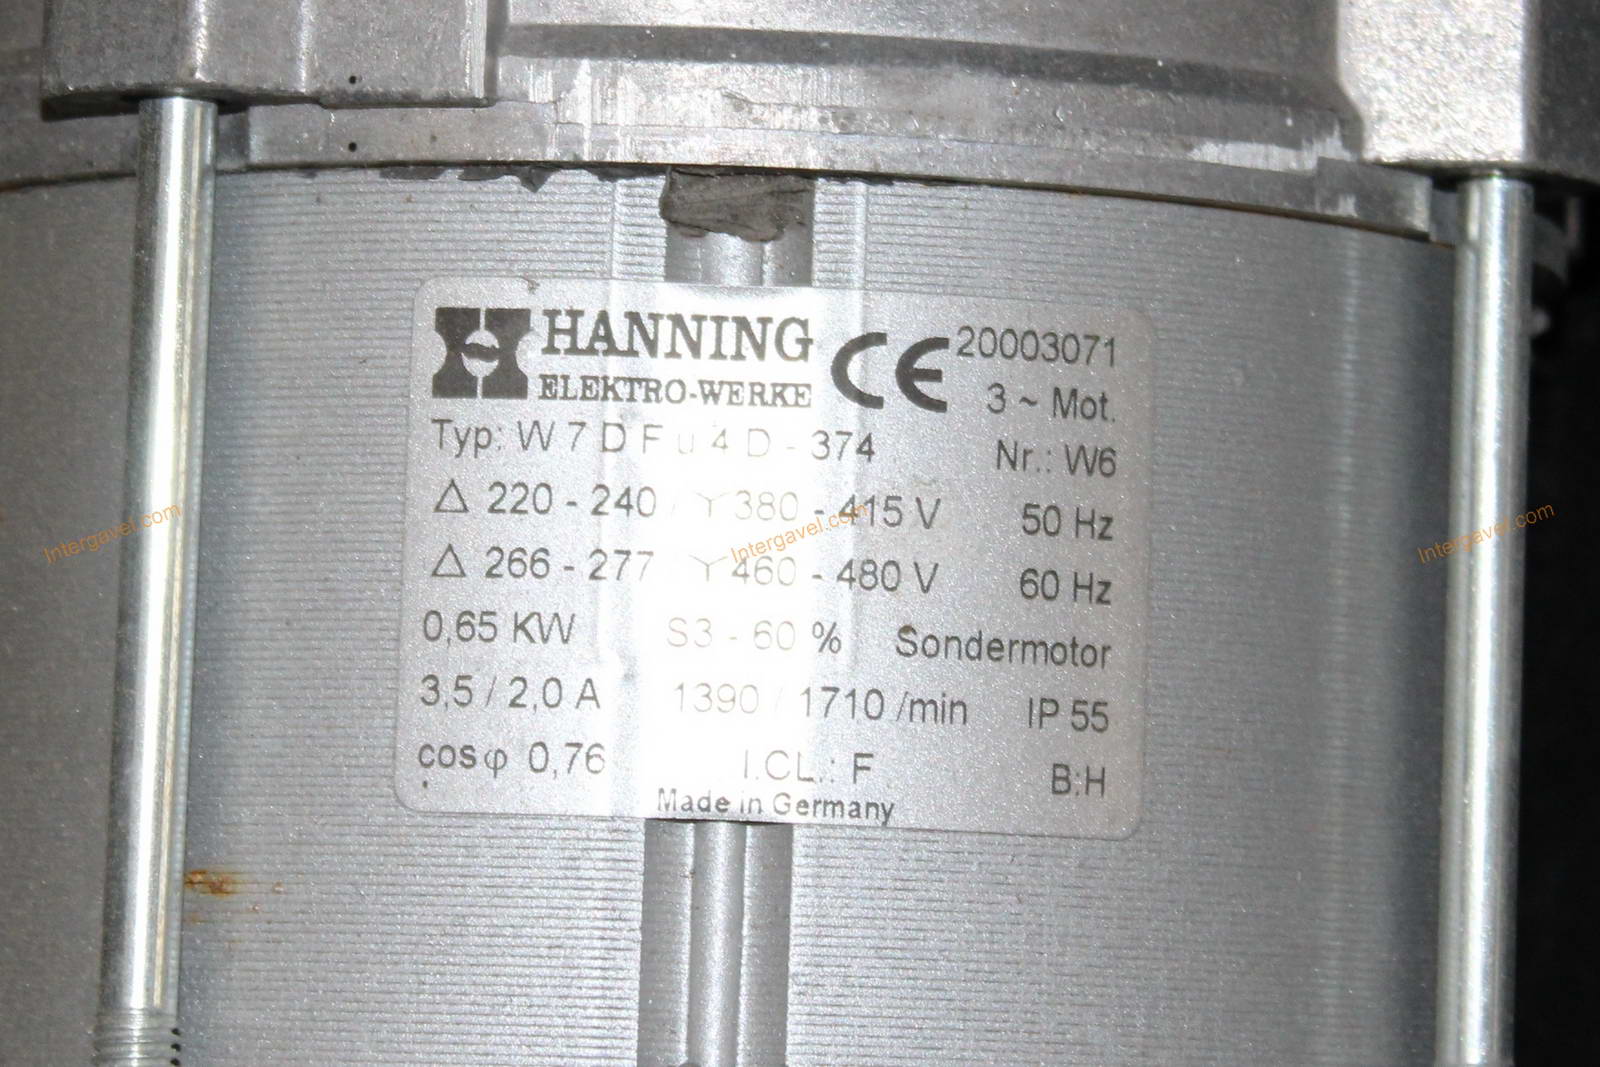 HANNING
ELEKTRO-WERKE
CE
20003071
3 ~ Mot.
Typ: W 7 D F u 4 D - 374 Nr.: W6
Δ 220 - 240 / Y 380 - 415 V 50 Hz
Δ 266 - 277 / Y 460 - 480 V 60 Hz
0,65 KW S3 - 60 % Sondermotor
3,5 / 2,0 A 1390 / 1710 /min IP 55
cos φ 0,76 I.CL.: F B:H
Made in Germany
Intergavel.com
Intergavel.com
Intergavel.com